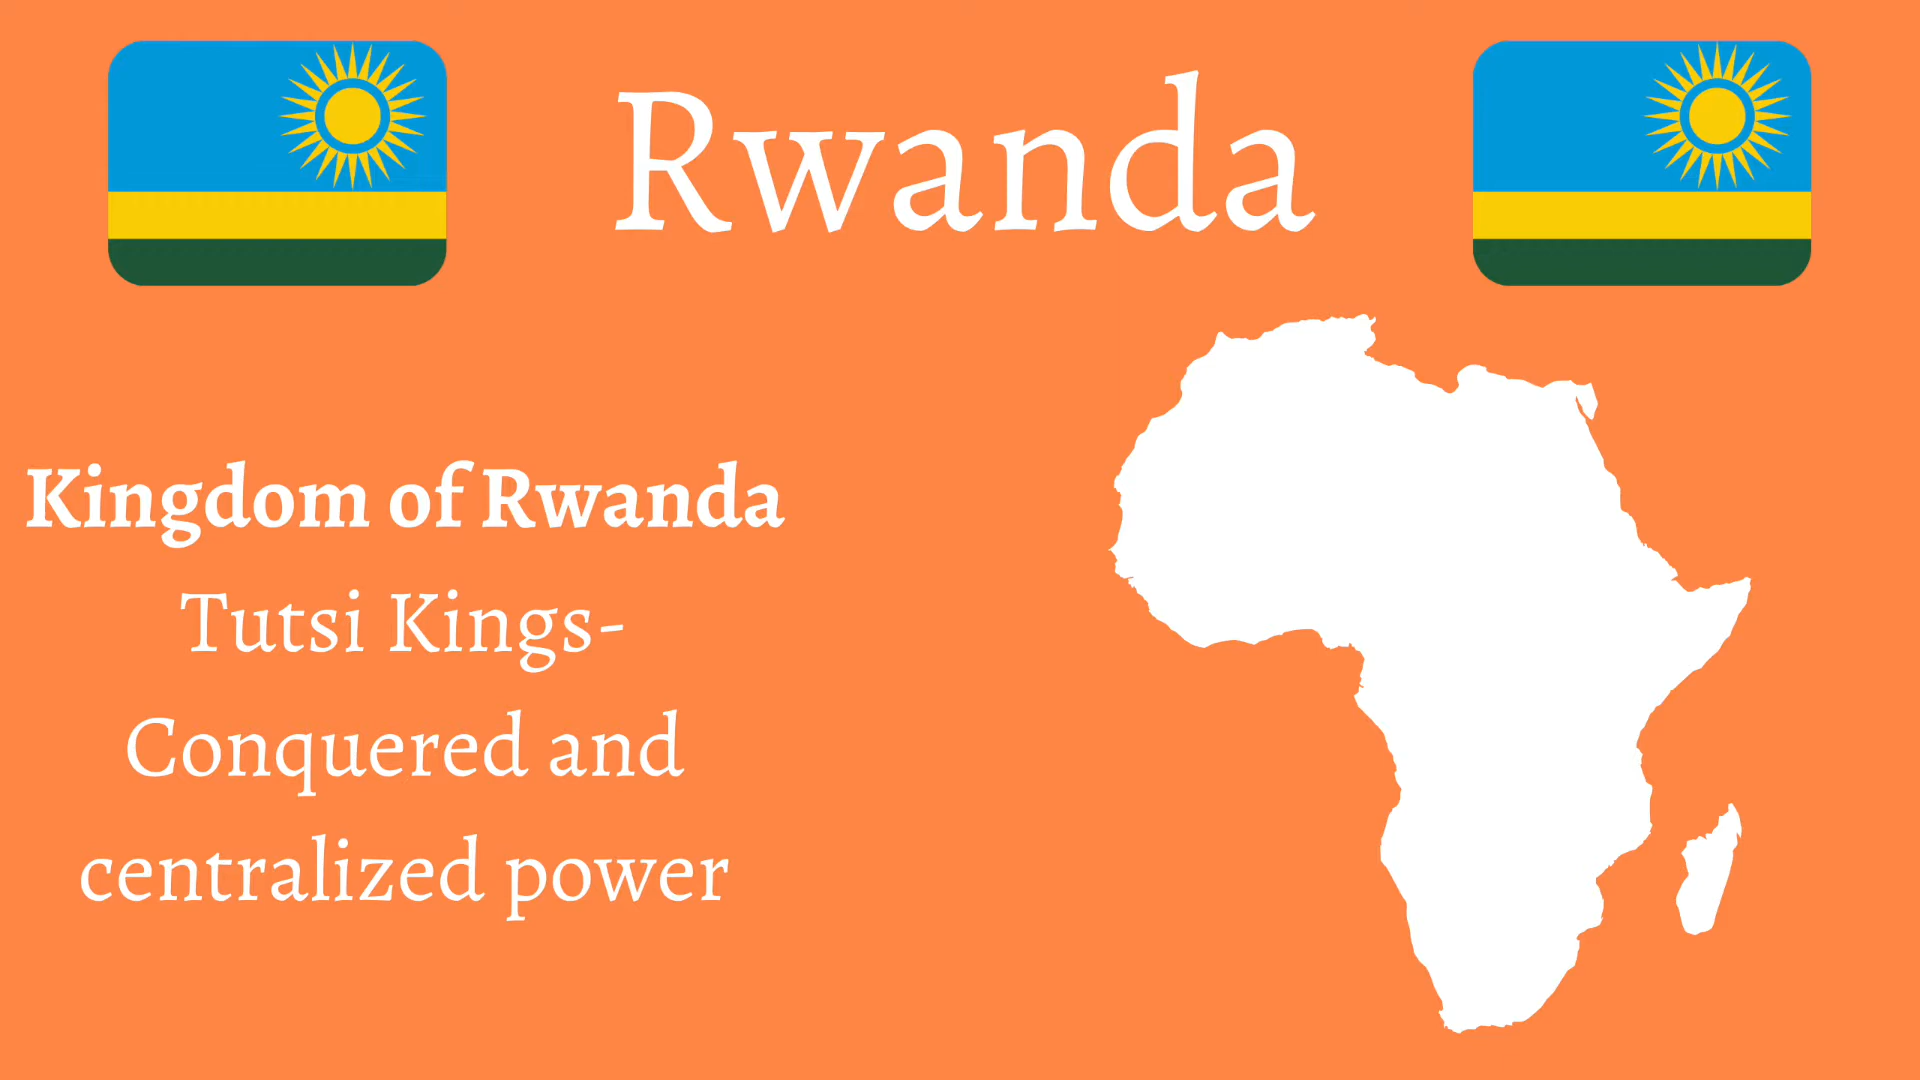 Rwanda
Kingdom of Rwanda
Tutsi Kings-
Conquered and
centralized power